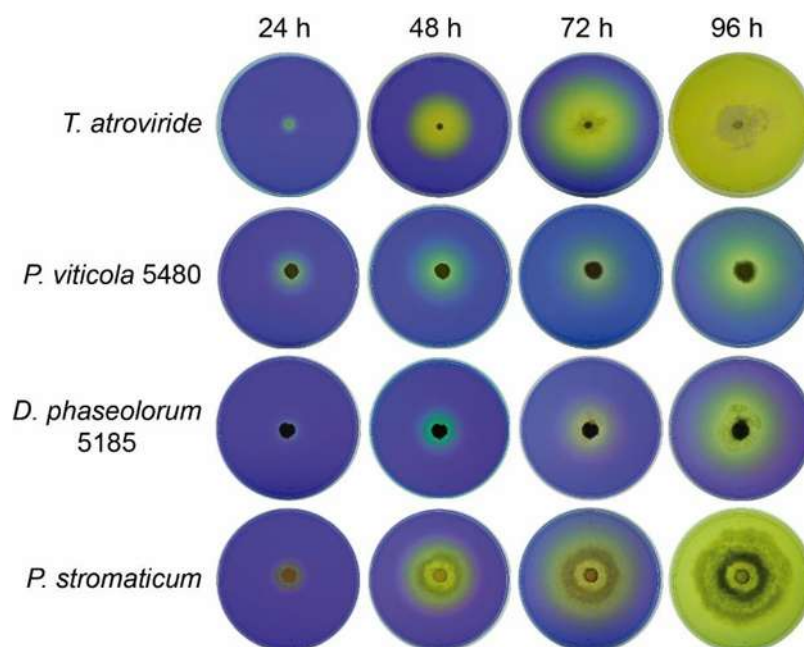 24 h 48 h 72 h 96 h
T. atroviride
P. viticola 5480
D. phaseolorum
5185
P. stromaticum